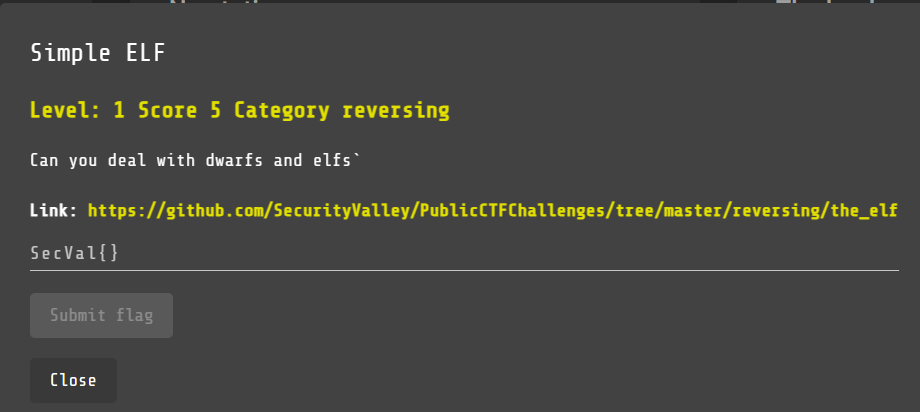 Simple ELF
Level: 1 Score 5 Category reversing
Can you deal with dwarfs and elfs`
Link: https://github.com/SecurityValley/PublicCTFChallenges/tree/master/reversing/the_elf
SecVal{}
Submit flag
Close